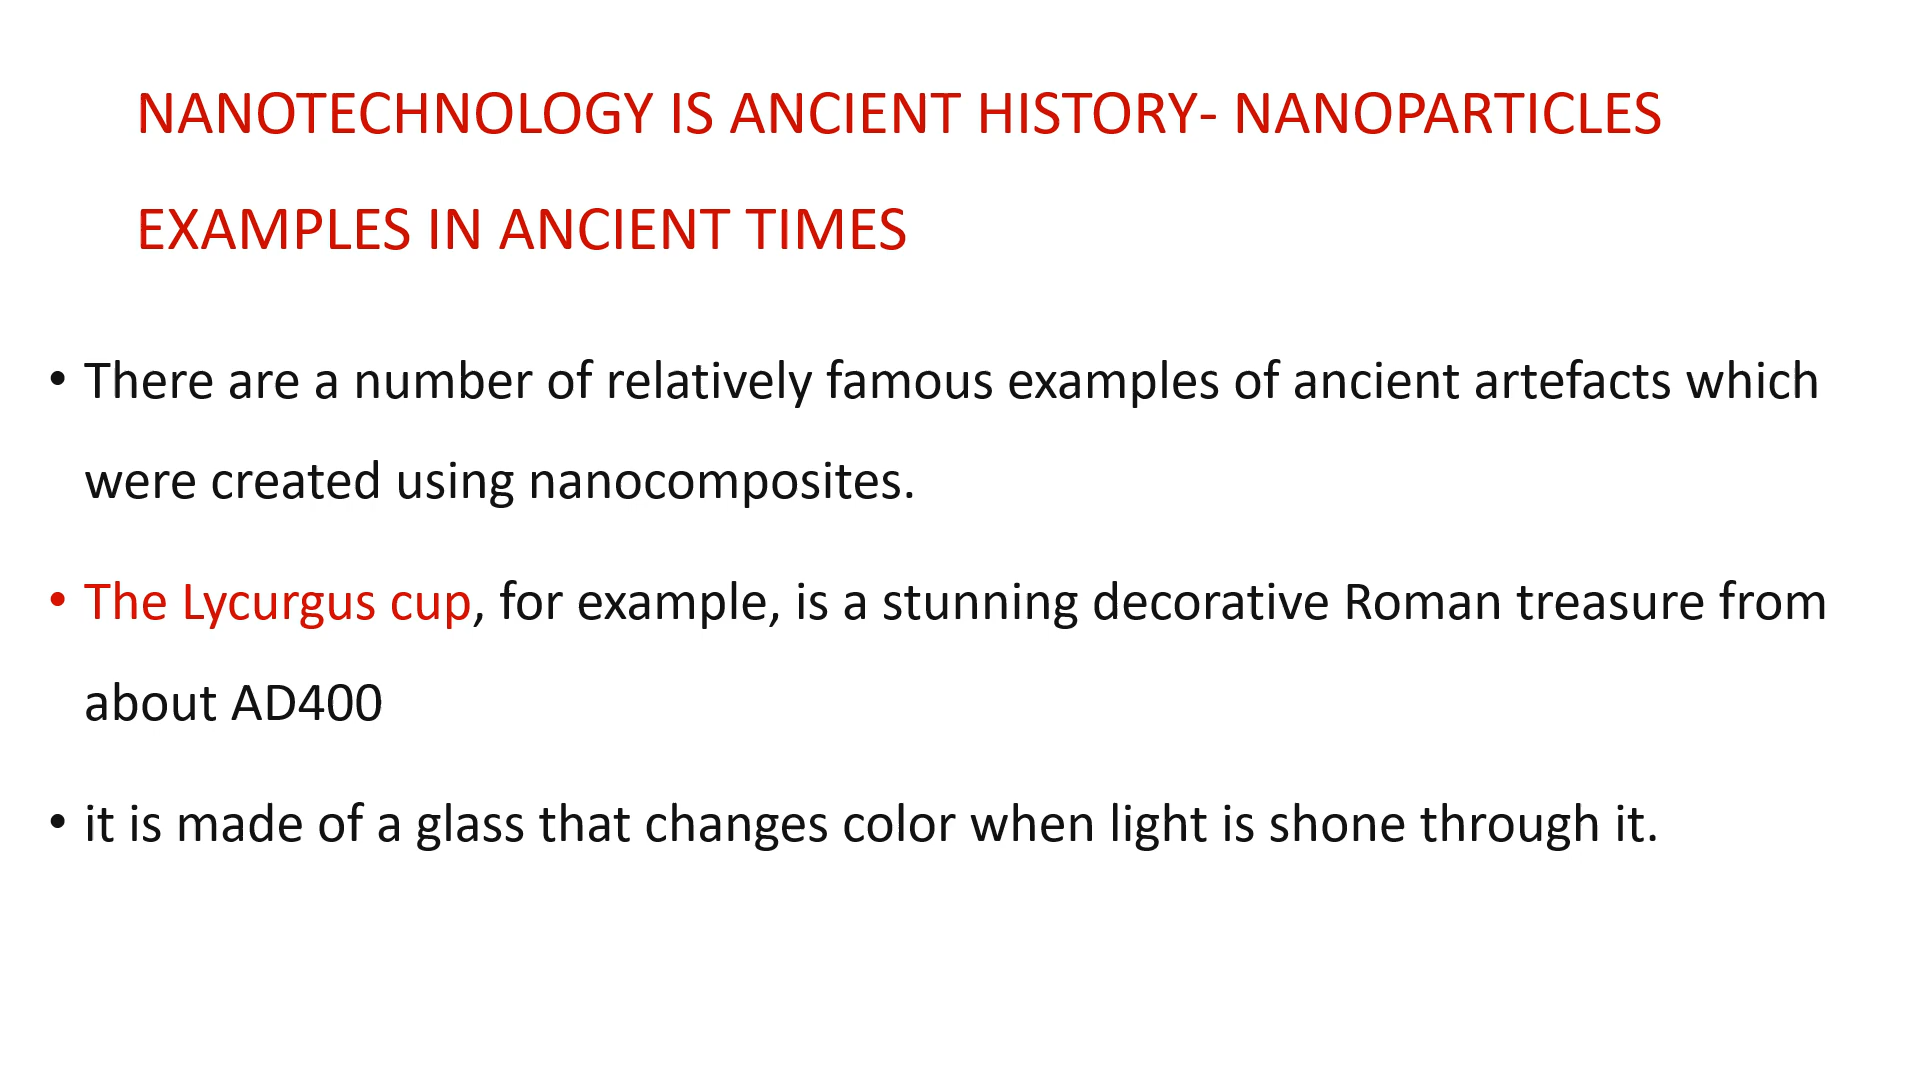 NANOTECHNOLOGY IS ANCIENT HISTORY- NANOPARTICLES
EXAMPLES IN ANCIENT TIMES
• There are a number of relatively famous examples of ancient artefacts which
were created using nanocomposites.
• The Lycurgus cup, for example, is a stunning decorative Roman treasure from
about AD400
• it is made of a glass that changes color when light is shone through it.